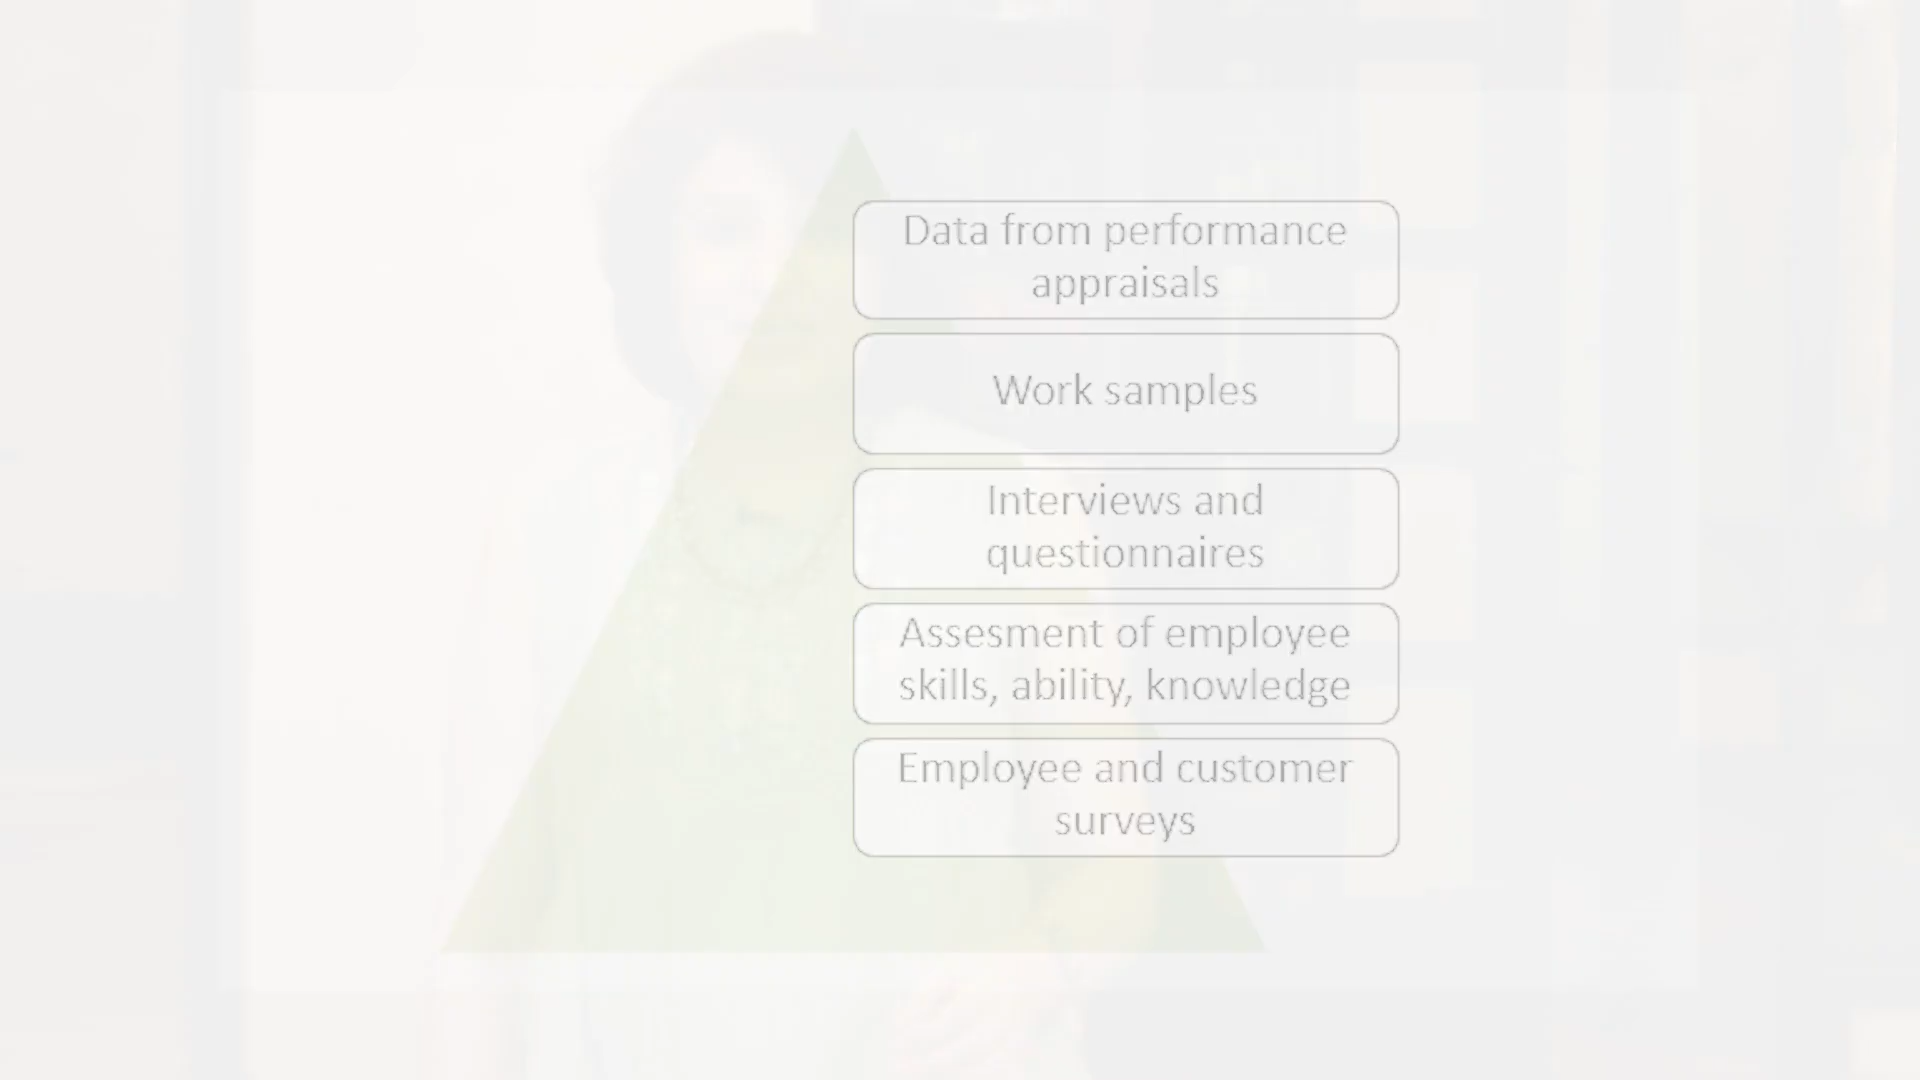 Data from performance
appraisals
Work samples
Interviews and
questionnaires
Assesment of employee
skills, ability, knowledge
Employee and customer
surveys